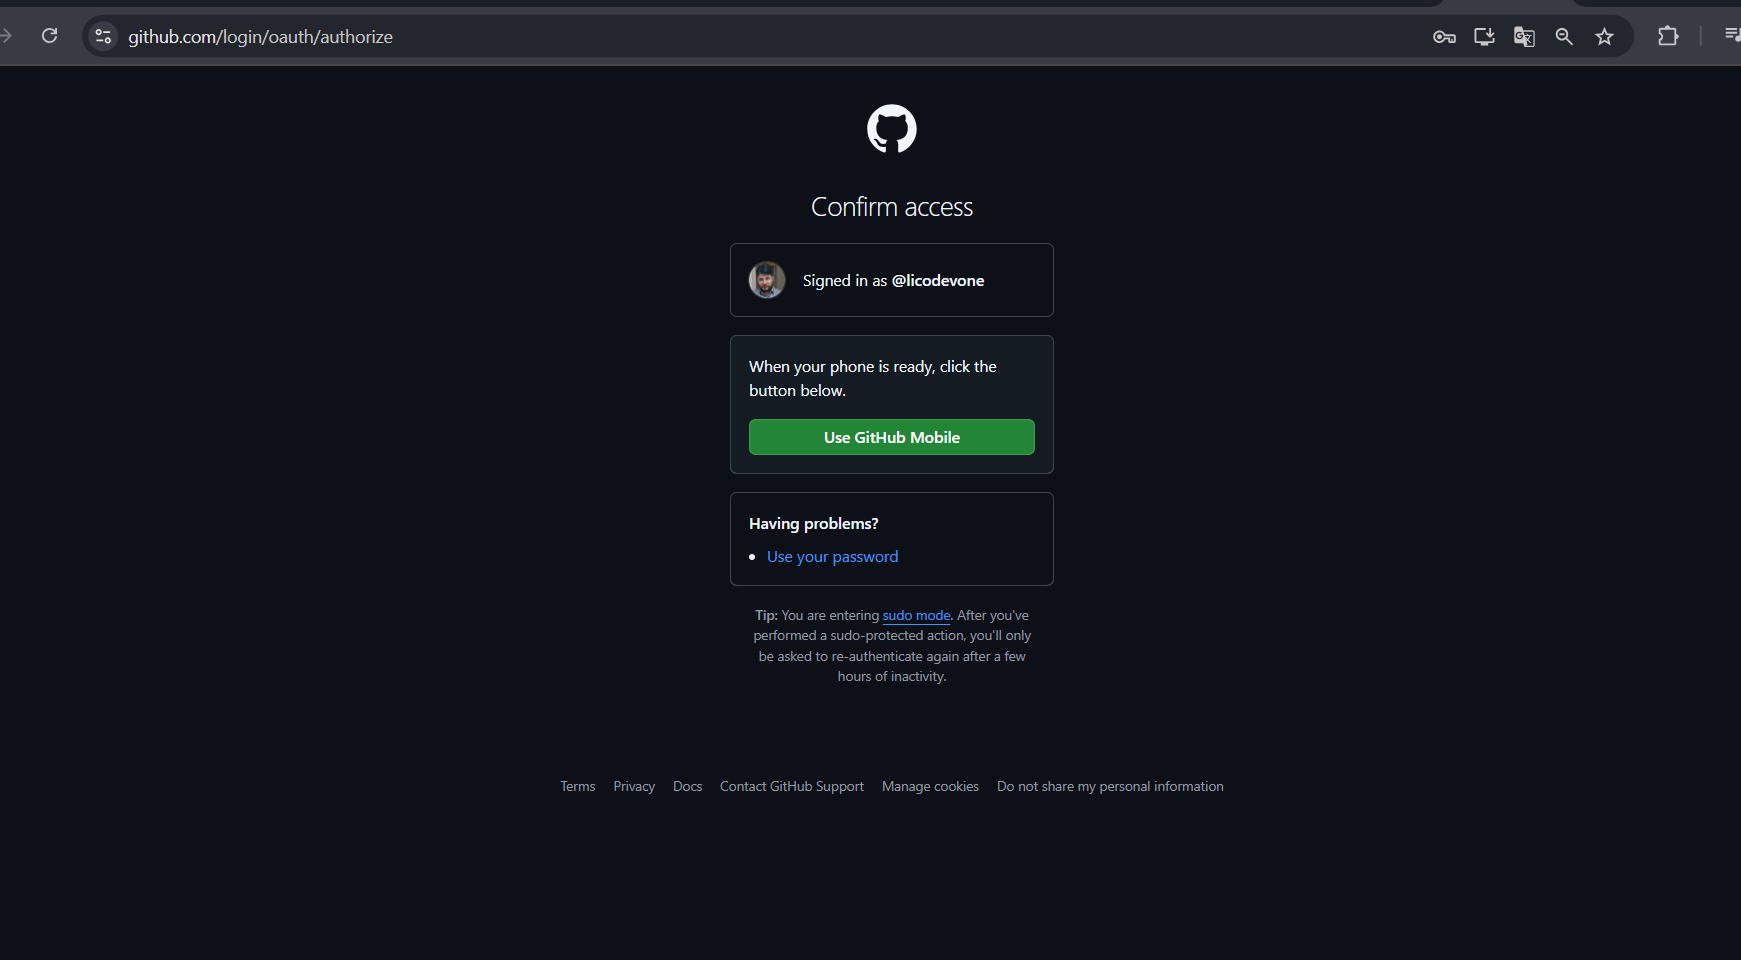 github.com/login/oauth/authorize
Confirm access
Signed in as @licodevone
When your phone is ready, click the
button below.
Use GitHub Mobile
Having problems?
Use your password
Tip: You are entering sudo mode. After you've
performed a sudo-protected action, you'll only
be asked to re-authenticate again after a few
hours of inactivity.
Terms Privacy Docs Contact GitHub Support Manage cookies Do not share my personal information